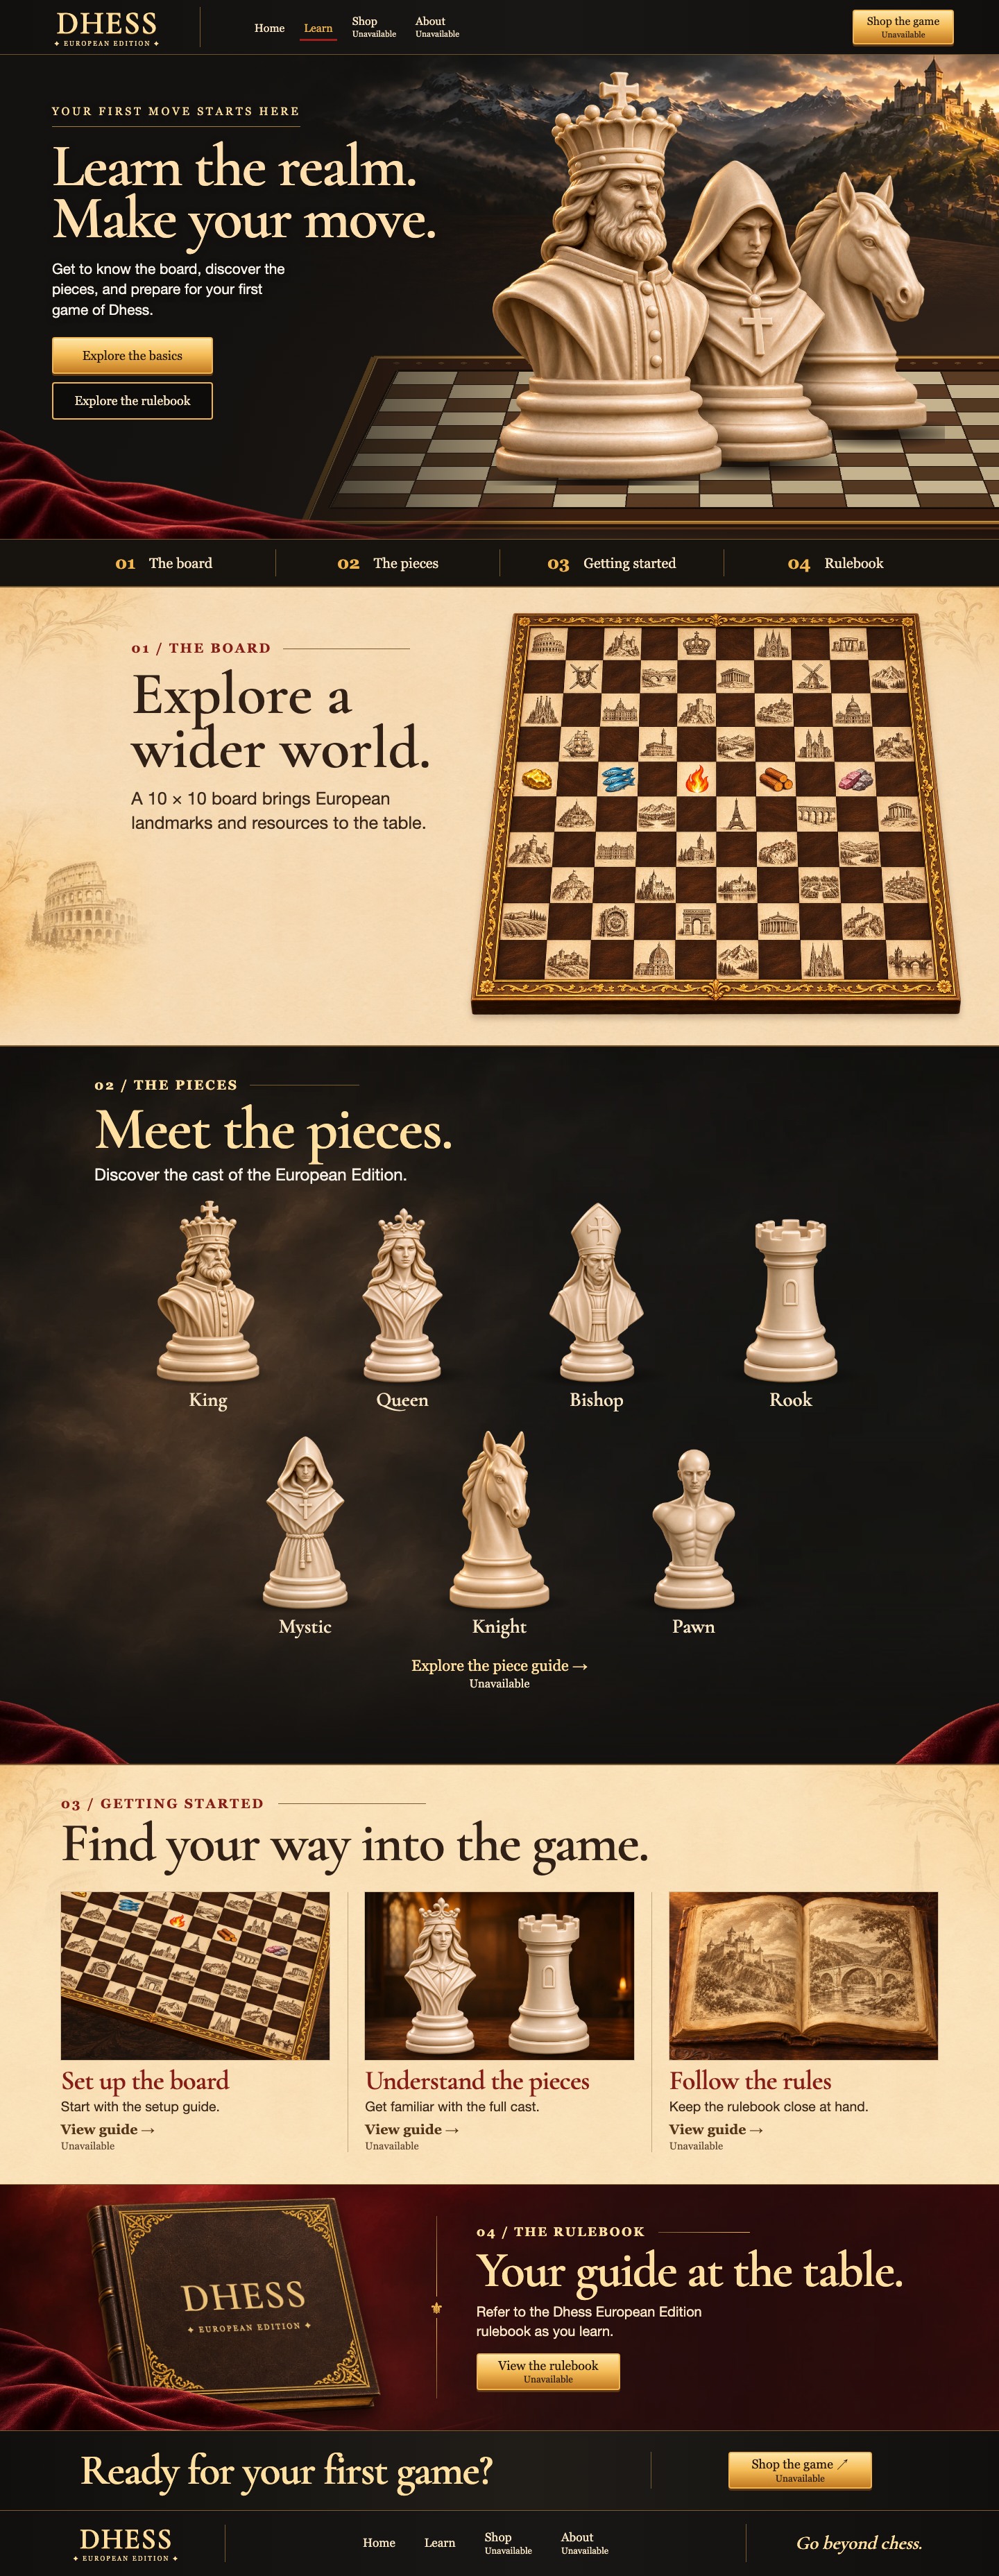 DHESS
✦ EUROPEAN EDITION ✦
Home
Learn
Shop
Unavailable
About
Unavailable
Shop the game
Unavailable
YOUR FIRST MOVE STARTS HERE
Learn the realm.
Make your move.
Get to know the board, discover the
pieces, and prepare for your first
game of Dhess.
Explore the basics
Explore the rulebook
01 The board
02 The pieces
03 Getting started
04 Rulebook
01 / THE BOARD
Explore a
wider world.
A 10 × 10 board brings European
landmarks and resources to the table.
02 / THE PIECES
Meet the pieces.
Discover the cast of the European Edition.
King
Queen
Bishop
Rook
Mystic
Knight
Pawn
Explore the piece guide →
Unavailable
03 / GETTING STARTED
Find your way into the game.
Set up the board
Start with the setup guide.
View guide →
Unavailable
Understand the pieces
Get familiar with the full cast.
View guide →
Unavailable
Follow the rules
Keep the rulebook close at hand.
View guide →
Unavailable
DHESS
✦ EUROPEAN EDITION ✦
04 / THE RULEBOOK
Your guide at the table.
Refer to the Dhess European Edition
rulebook as you learn.
View the rulebook
Unavailable
Ready for your first game?
Shop the game ↗
Unavailable
DHESS
✦ EUROPEAN EDITION ✦
Home
Learn
Shop
Unavailable
About
Unavailable
Go beyond chess.